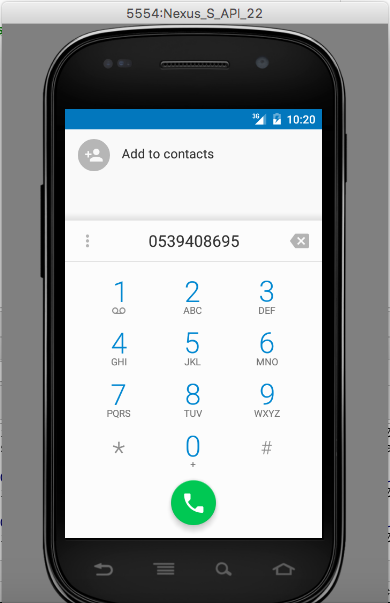 5554:Nexus_S_API_22
3G 10:20
Add to contacts
0539408695
1 2 3
ABC DEF
4 5 6
GHI JKL MNO
7 8 9
PQRS TUV WXYZ
* 0 #
+